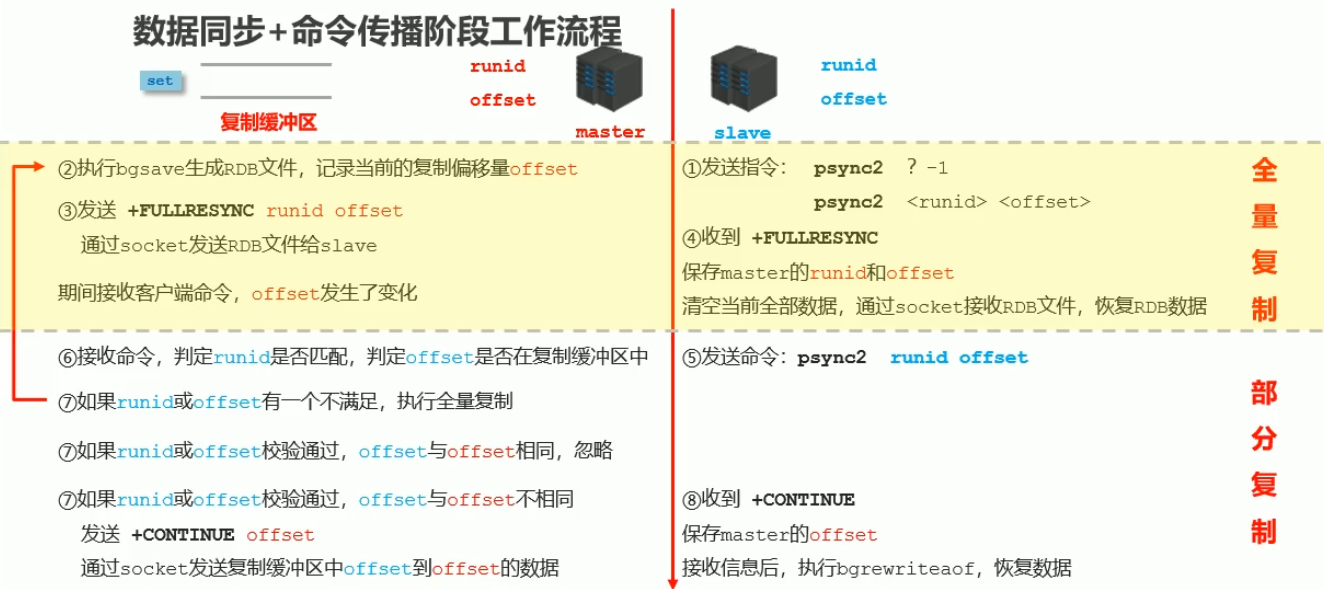 数据同步+命令传播阶段工作流程
set
复制缓冲区
runid
offset
master
slave
runid
offset
②执行bgsave生成RDB文件，记录当前的复制偏移量offset
③发送 +FULLRESYNC runid offset
通过socket发送RDB文件给slave
期间接收客户端命令，offset发生了变化
①发送指令： psync2 ? -1
psync2 <runid> <offset>
④收到 +FULLRESYNC
保存master的runid和offset
清空当前全部数据，通过socket接收RDB文件，恢复RDB数据
全量复制
⑥接收命令，判定runid是否匹配，判定offset是否在复制缓冲区中
⑦如果runid或offset有一个不满足，执行全量复制
⑦如果runid或offset校验通过，offset与offset相同，忽略
⑦如果runid或offset校验通过，offset与offset不相同
发送 +CONTINUE offset
通过socket发送复制缓冲区中offset到offset的数据
⑤发送命令：psync2 runid offset
⑧收到 +CONTINUE
保存master的offset
接收信息后，执行bgrewriteaof，恢复数据
部分复制